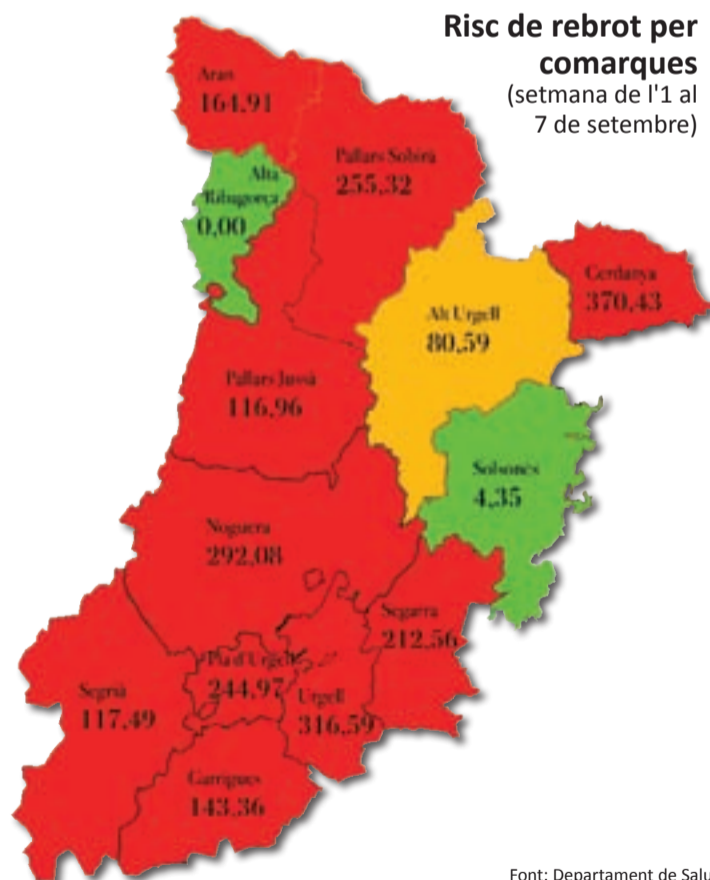 Risc de rebrot per
comarques
(setmana de l'1 al
7 de setembre)
Aran
164,91
Pallars Sobirà
255,32
Alta
Ribagorça
0,00
Cerdanya
370,43
Alt Urgell
80,59
Pallars Jussà
116,96
Solsonès
4,35
Noguera
292,08
Segarra
212,56
Pla d'Urgell
244,97
Segrià
117,49
Urgell
316,59
Garrigues
143,36
Font: Departament de Salu